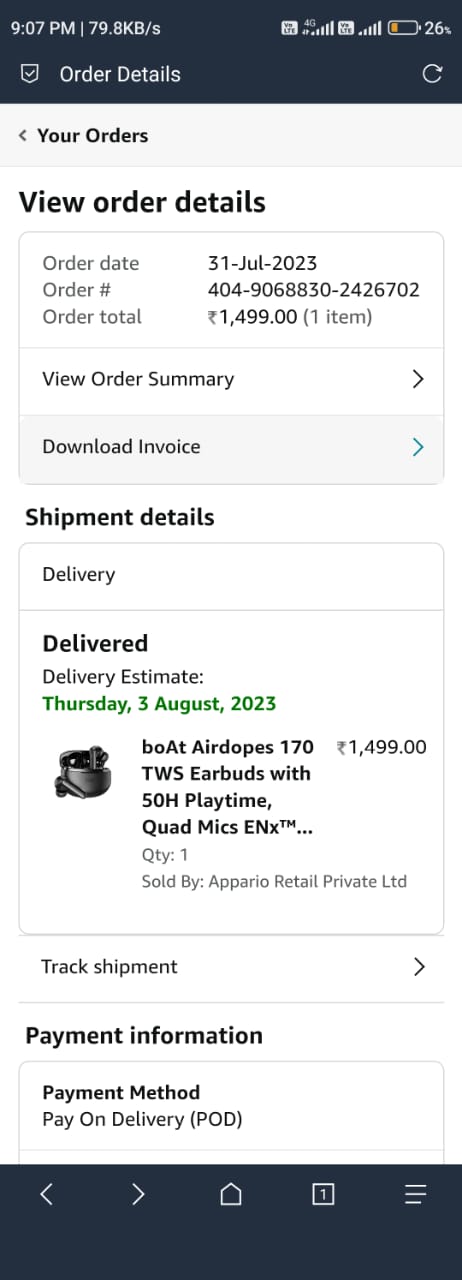 9:07 PM | 79.8KB/s Vo LTE 4G Vo LTE 26%
Order Details
Your Orders
View order details
Order date 31-Jul-2023
Order # 404-9068830-2426702
Order total ₹1,499.00 (1 item)
View Order Summary
Download Invoice
Shipment details
Delivery
Delivered
Delivery Estimate:
Thursday, 3 August, 2023
boAt Airdopes 170 ₹1,499.00
TWS Earbuds with
50H Playtime,
Quad Mics ENx™...
Qty: 1
Sold By: Appario Retail Private Ltd
Track shipment
Payment information
Payment Method
Pay On Delivery (POD)
1